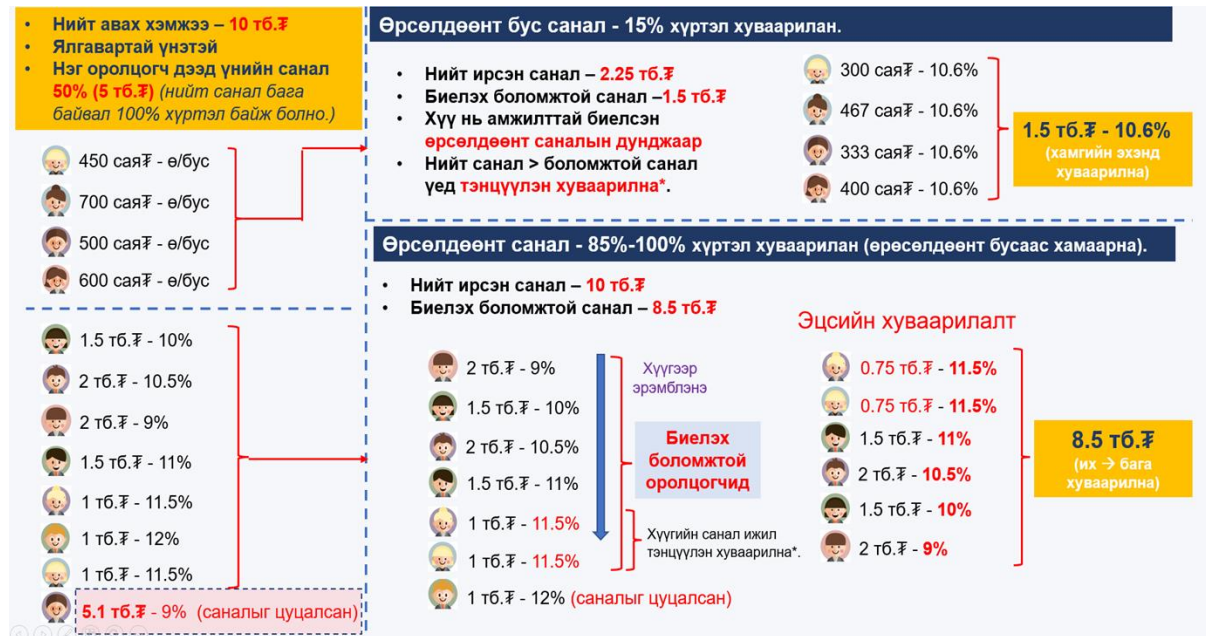 Нийт авах хэмжээ – 10 тб.₮
Ялгавартай үнэтэй
Нэг оролцогч дээд үнийн санал
50% (5 тб.₮) (нийт санал бага
байвал 100% хүртэл байж болно.)
450 сая₮ - ө/бус
700 сая₮ - ө/бус
500 сая₮ - ө/бус
600 сая₮ - ө/бус
1.5 тб.₮ - 10%
2 тб.₮ - 10.5%
2 тб.₮ - 9%
1.5 тб.₮ - 11%
1 тб.₮ - 11.5%
1 тб.₮ - 12%
1 тб.₮ - 11.5%
5.1 тб.₮ - 9% (саналыг цуцалсан)
Өрсөлдөөнт бус санал - 15% хүртэл хуваарилан.
Нийт ирсэн санал – 2.25 тб.₮
Биелэх боломжтой санал –1.5 тб.₮
Хүү нь амжилттай биелсэн
өрсөлдөөнт саналын дунджаар
Нийт санал > боломжтой санал
үед тэнцүүлэн хуваарилна*.
300 сая₮ - 10.6%
467 сая₮ - 10.6%
333 сая₮ - 10.6%
400 сая₮ - 10.6%
1.5 тб.₮ - 10.6%
(хамгийн эхэнд
хуваарилна)
Өрсөлдөөнт санал - 85%-100% хүртэл хуваарилан (өрөсөлдөөнт бусаас хамаарна).
Нийт ирсэн санал – 10 тб.₮
Биелэх боломжтой санал – 8.5 тб.₮
2 тб.₮ - 9%
1.5 тб.₮ - 10%
2 тб.₮ - 10.5%
1.5 тб.₮ - 11%
1 тб.₮ - 11.5%
1 тб.₮ - 11.5%
1 тб.₮ - 12% (саналыг цуцалсан)
Хүүгээр
эрэмблэнэ
Биелэх
боломжтой
оролцогчид
Хүүгийн санал ижил
тэнцүүлэн хуваарилна*.
Эцсийн хуваарилалт
0.75 тб.₮ - 11.5%
0.75 тб.₮ - 11.5%
1.5 тб.₮ - 11%
2 тб.₮ - 10.5%
1.5 тб.₮ - 10%
2 тб.₮ - 9%
8.5 тб.₮
(их → бага
хуваарилна)